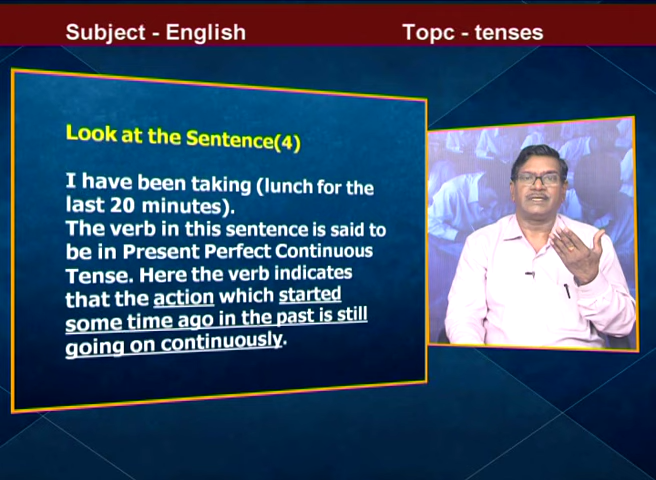 Subject - English
Topc - tenses
Look at the Sentence(4)
I have been taking (lunch for the
last 20 minutes).
The verb in this sentence is said to
be in Present Perfect Continuous
Tense. Here the verb indicates
that the action which started
some time ago in the past is still
going on continuously.